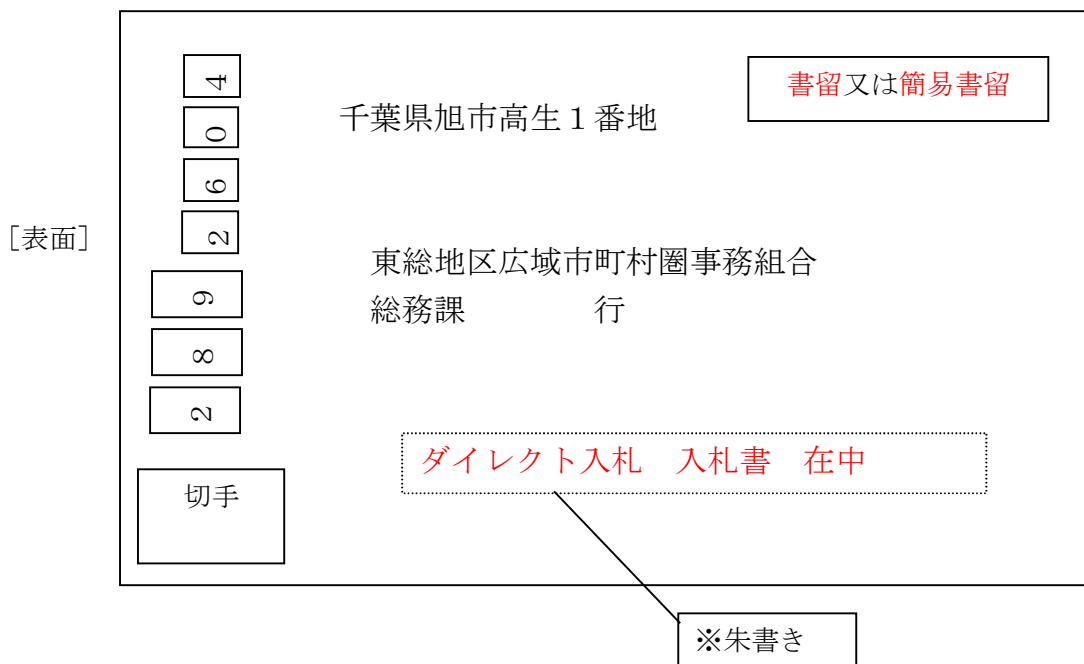 [表面]
4
0
6
2
9
8
2
千葉県旭市高生１番地
書留又は簡易書留
東総地区広域市町村圏事務組合
総務課　　　　行
ダイレクト入札　入札書　在中
切手
※朱書き